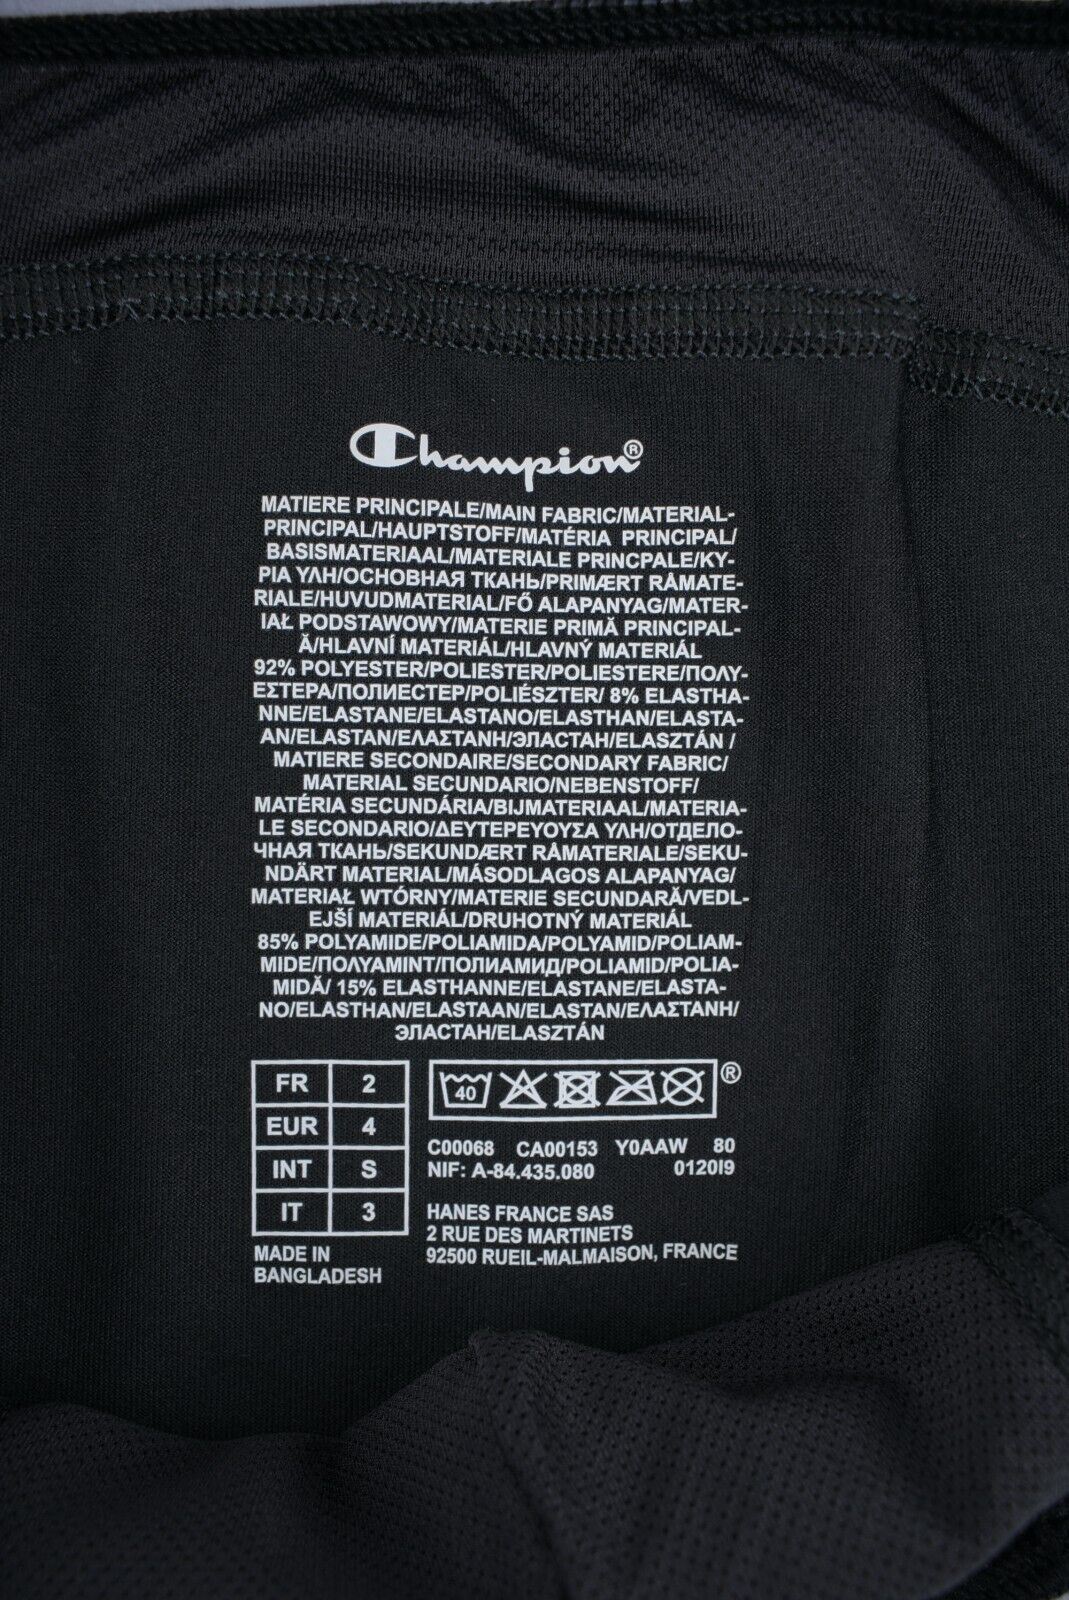 Champion®
MATIERE PRINCIPALE/MAIN FABRIC/MATERIAL-
PRINCIPAL/HAUPTSTOFF/MATÉRIA PRINCIPAL/
BASISMATERIAAL/MATERIALE PRINCPALE/ΚΥ-
ΡΙΑ ΥΛΗ/ОСНОВНАЯ ТКАНЬ/PRIMÆRT RÅMATE-
RIALE/HUVUDMATERIAL/FŐ ALAPANYAG/MATER-
IAŁ PODSTAWOWY/MATERIE PRIMĂ PRINCIPAL-
Ă/HLAVNÍ MATERIÁL/HLAVNÝ MATERIÁL
92% POLYESTER/POLIESTER/POLIESTERE/ΠΟΛΥ-
ΕΣΤΕΡΑ/ПОЛИЕСТЕР/POLIÉSZTER/ 8% ELASTHA-
NNE/ELASTANE/ELASTANO/ELASTHAN/ELASTA-
AN/ELASTAN/ΕΛΑΣΤΑΝΗ/ЭЛАСТАН/ELASZTÁN /
MATIERE SECONDAIRE/SECONDARY FABRIC/
MATERIAL SECUNDARIO/NEBENSTOFF/
MATÉRIA SECUNDÁRIA/BIJMATERIAAL/MATERIA-
LE SECONDARIO/ΔΕΥΤΕΡΕΥΟΥΣΑ ΥΛΗ/ОТДЕЛО-
ЧНАЯ ТКАНЬ/SEKUNDÆRT RÅMATERIALE/SEKU-
NDÄRT MATERIAL/MÁSODLAGOS ALAPANYAG/
MATERIAŁ WTÓRNY/MATERIE SECUNDARĂ/VEDL-
EJŠÍ MATERIÁL/DRUHOTNÝ MATERIÁL
85% POLYAMIDE/POLIAMIDA/POLYAMID/POLIAM-
MIDE/ΠΟΛΥΑΜΙΝΤ/ПОЛИАМИД/POLIAMID/POLIA-
MIDĂ/ 15% ELASTHANNE/ELASTANE/ELASTA-
NO/ELASTHAN/ELASTAAN/ELASTAN/ΕΛΑΣΤΑΝΗ/
ЭЛАСТАН/ELASZTÁN
FR 2
EUR 4
INT S
IT 3
MADE IN
BANGLADESH
40 ®
C00068 CA00153 Y0AAW 80
NIF: A-84.435.080 0120I9
HANES FRANCE SAS
2 RUE DES MARTINETS
92500 RUEIL-MALMAISON, FRANCE